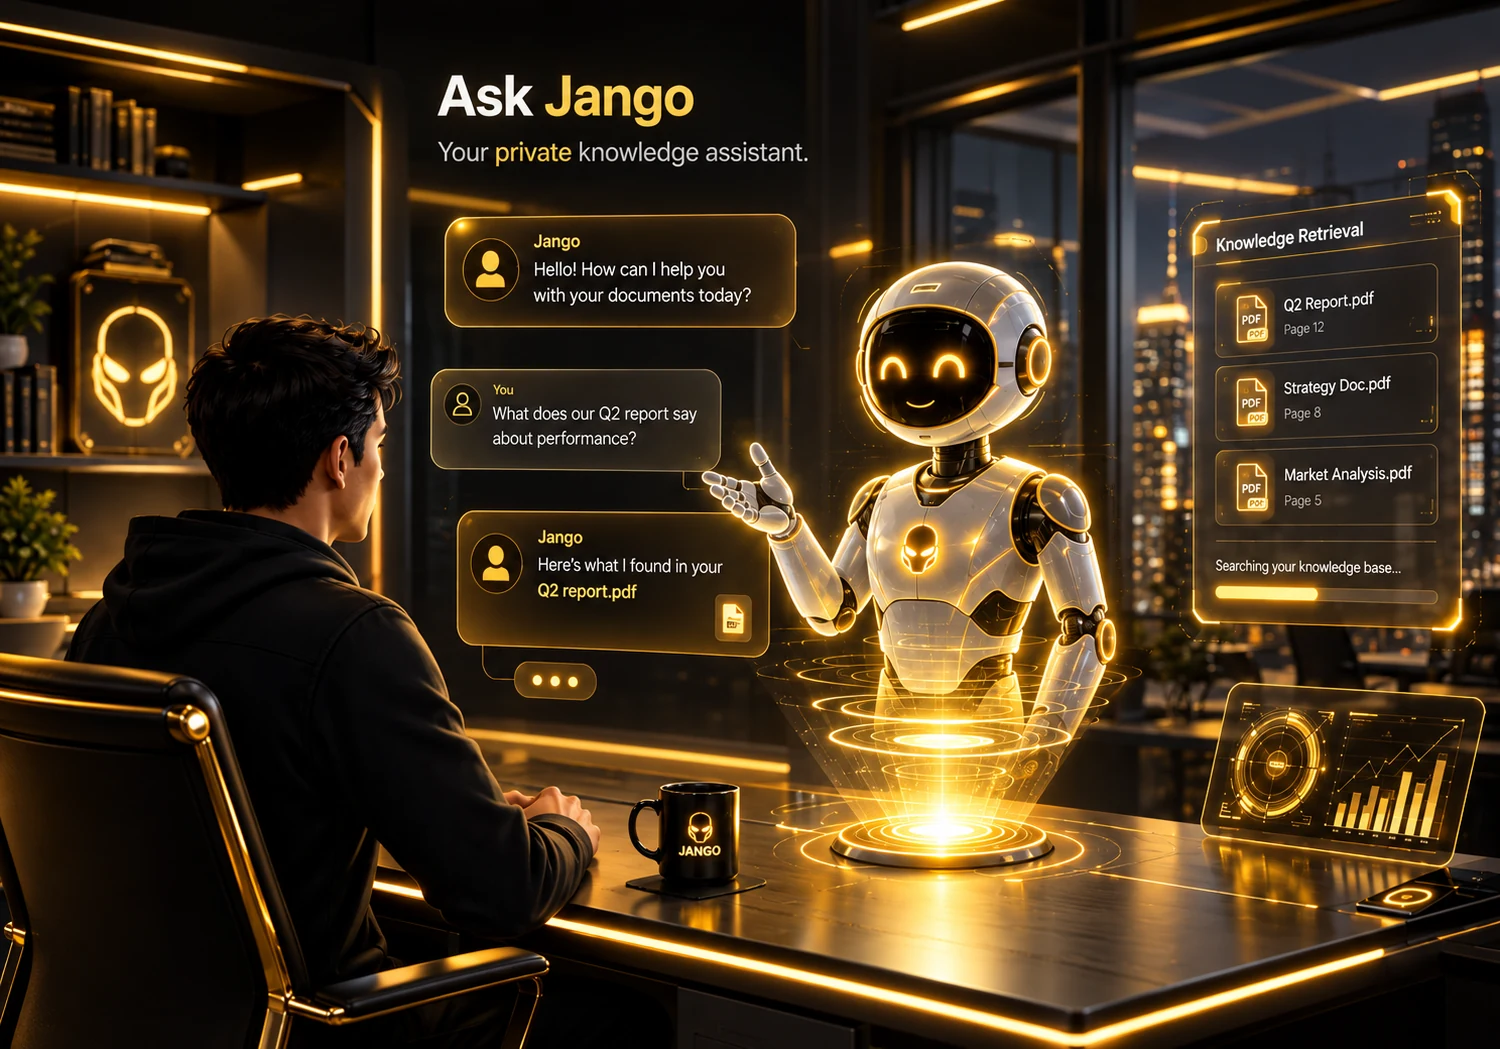 Ask Jango
Your private knowledge assistant.
Jango
Hello! How can I help you
with your documents today?
You
What does our Q2 report say
about performance?
Jango
Here's what I found in your
Q2 report.pdf
Knowledge Retrieval
PDF
PDF
Q2 Report.pdf
Page 12
PDF
PDF
Strategy Doc.pdf
Page 8
PDF
PDF
Market Analysis.pdf
Page 5
Searching your knowledge base...
JANGO